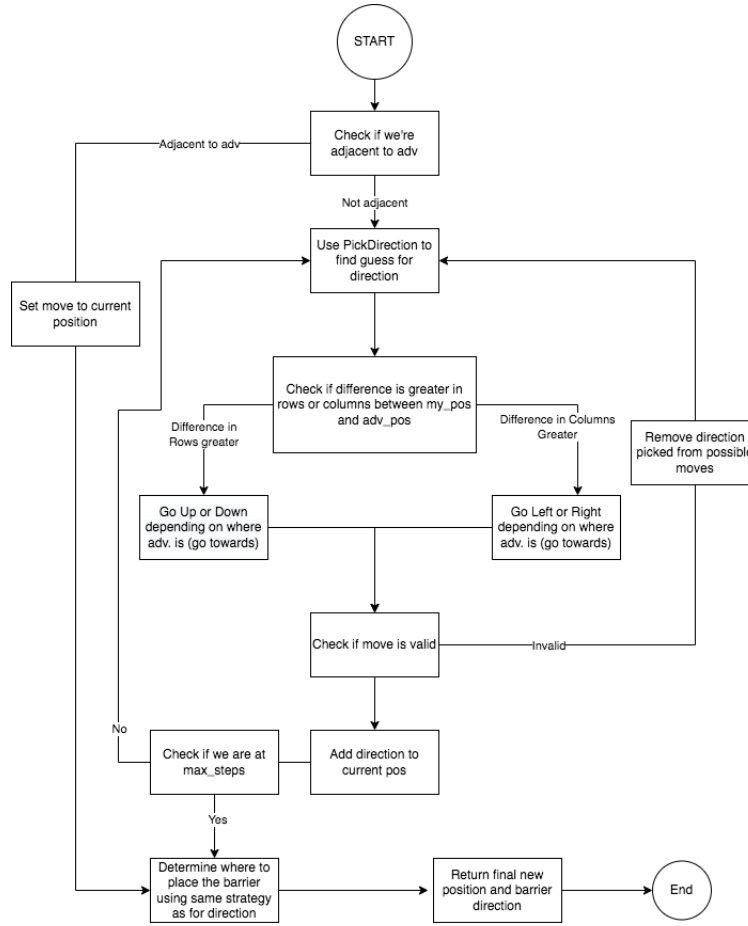 START
Check if we're
adjacent to adv
Adjacent to adv
Not adjacent
Use PickDirection to
find guess for
direction
Set move to current
position
Check if difference is greater in
rows or columns between my_pos
and adv_pos
Difference in
Rows greater
Difference in Columns
Greater
Remove direction
picked from possible
moves
Go Up or Down
depending on where
adv. is (go towards)
Go Left or Right
depending on where
adv. is (go towards)
Check if move is valid
Invalid
No
Check if we are at
max_steps
Add direction to
current pos
Yes
Determine where to
place the barrier
using same strategy
as for direction
Return final new
position and barrier
direction
End